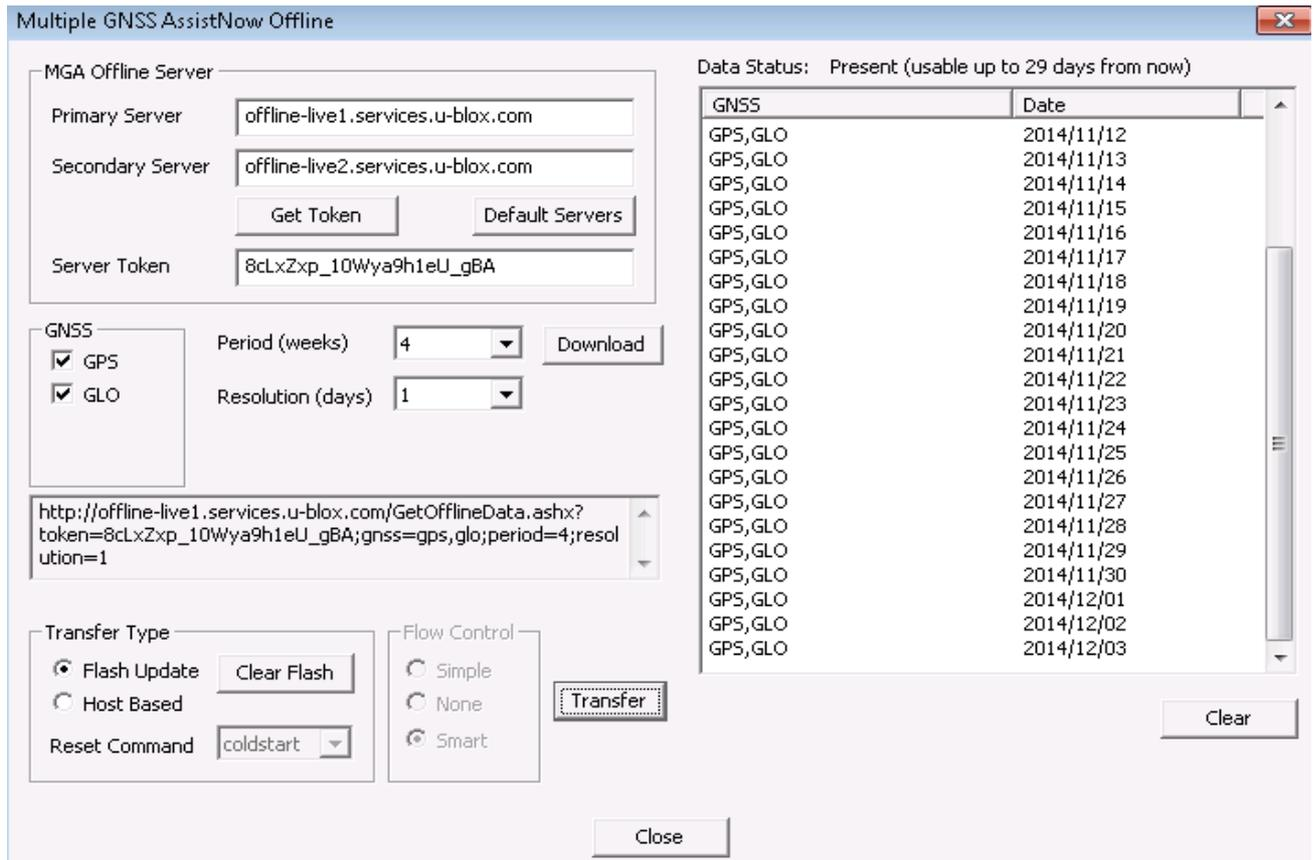 Multiple GNSS AssistNow Offline
MGA Offline Server
Primary Server
offline-live1.services.u-blox.com
Secondary Server
offline-live2.services.u-blox.com
Get Token
Default Servers
Server Token
8cLxZxp_10Wya9h1eU_gBA
GNSS
GPS
GLO
Period (weeks)
4
Download
Resolution (days)
1
http://offline-live1.services.u-blox.com/GetOfflineData.ashx?
token=8cLxZxp_10Wya9h1eU_gBA;gnss=gps,glo;period=4;resol
ution=1
Transfer Type
Flash Update
Clear Flash
Host Based
Reset Command
coldstart
Flow Control
Simple
None
Smart
Transfer
Data Status: Present (usable up to 29 days from now)
GNSS Date
GPS,GLO 2014/11/12
GPS,GLO 2014/11/13
GPS,GLO 2014/11/14
GPS,GLO 2014/11/15
GPS,GLO 2014/11/16
GPS,GLO 2014/11/17
GPS,GLO 2014/11/18
GPS,GLO 2014/11/19
GPS,GLO 2014/11/20
GPS,GLO 2014/11/21
GPS,GLO 2014/11/22
GPS,GLO 2014/11/23
GPS,GLO 2014/11/24
GPS,GLO 2014/11/25
GPS,GLO 2014/11/26
GPS,GLO 2014/11/27
GPS,GLO 2014/11/28
GPS,GLO 2014/11/29
GPS,GLO 2014/11/30
GPS,GLO 2014/12/01
GPS,GLO 2014/12/02
GPS,GLO 2014/12/03
Clear
Close